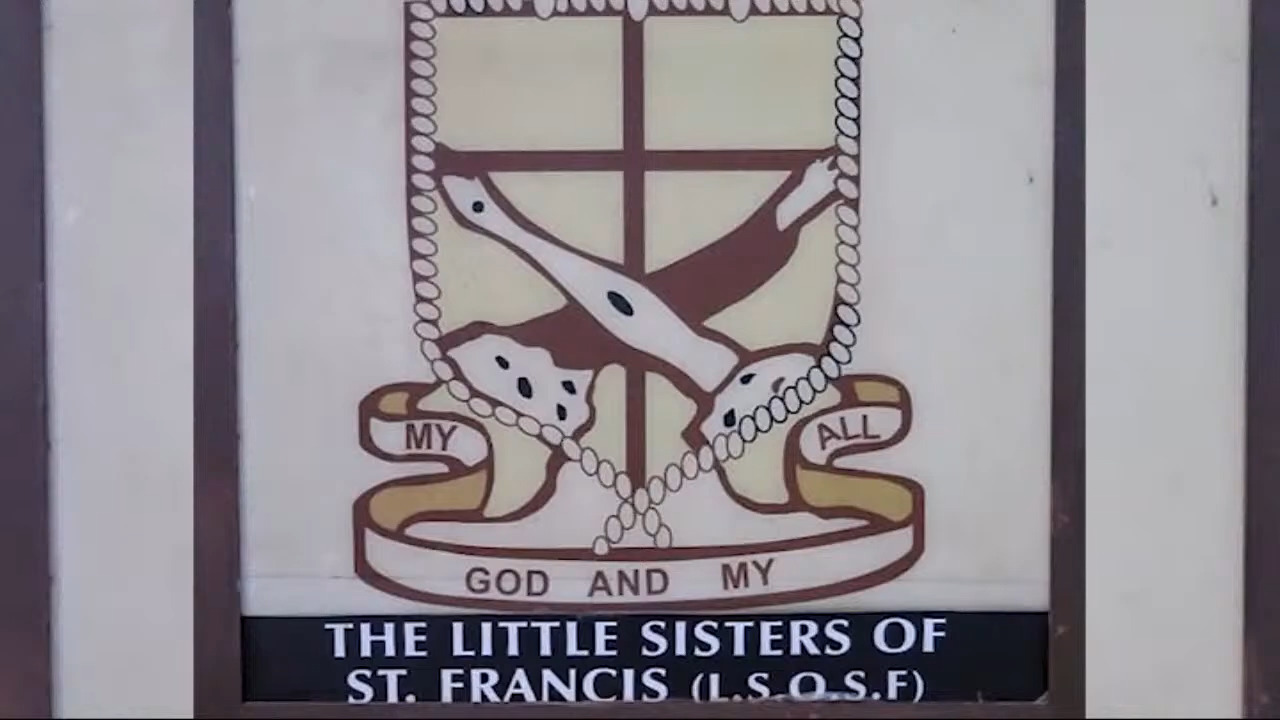 MY
ALL
GOD AND MY
THE LITTLE SISTERS OF
ST. FRANCIS (L.S.O.S.F)